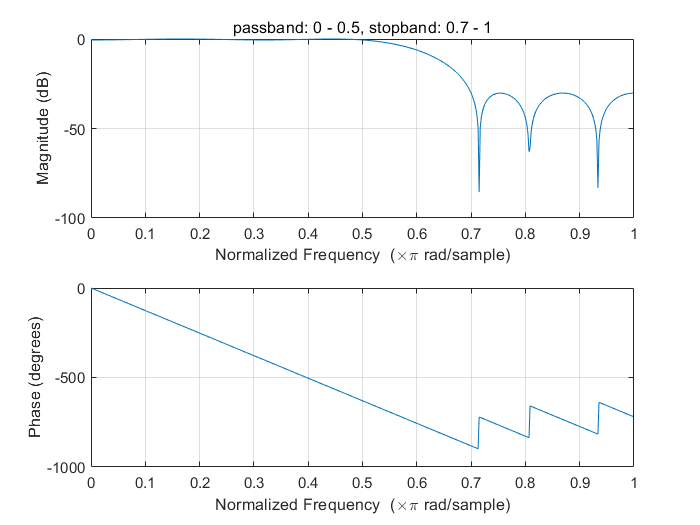 passband: 0 - 0.5, stopband: 0.7 - 1
0
-50
-100
Magnitude (dB)
0 0.1 0.2 0.3 0.4 0.5 0.6 0.7 0.8 0.9 1
Normalized Frequency (×π rad/sample)
0
-500
-1000
Phase (degrees)
0 0.1 0.2 0.3 0.4 0.5 0.6 0.7 0.8 0.9 1
Normalized Frequency (×π rad/sample)